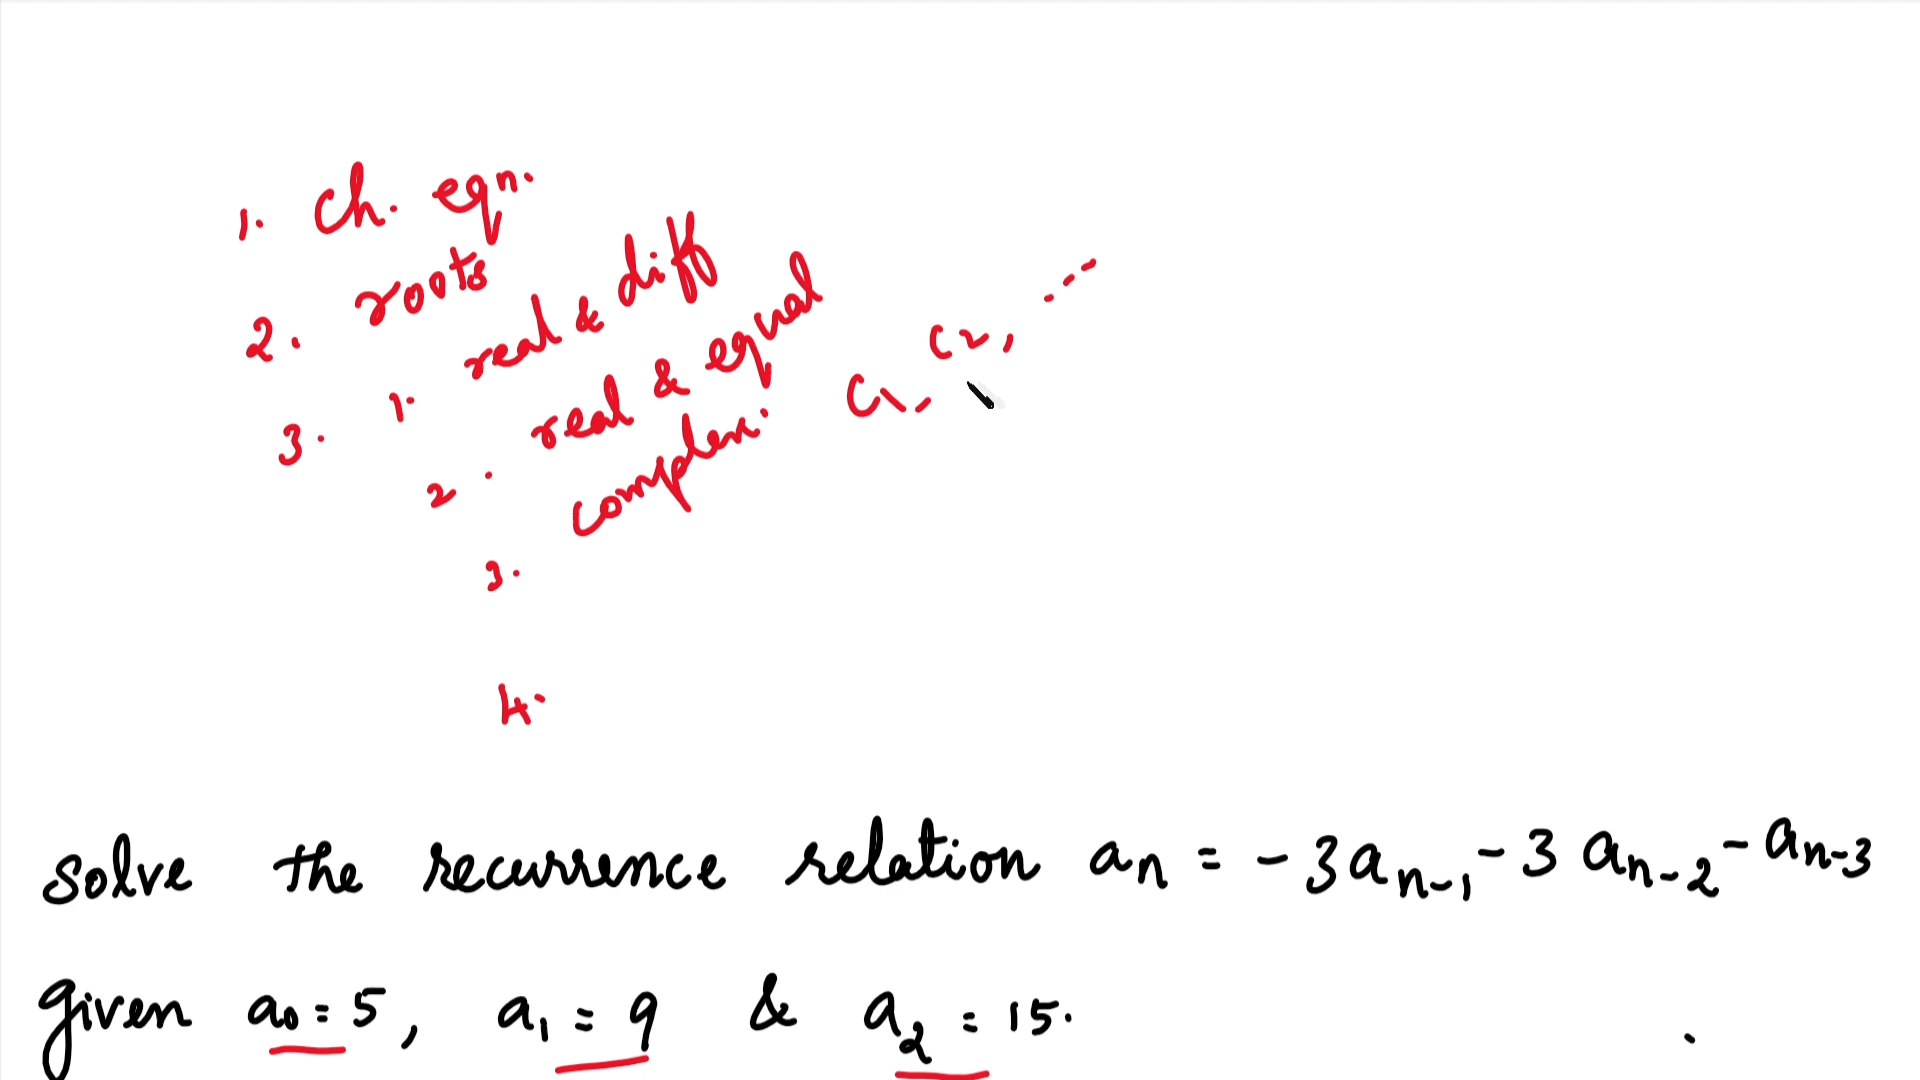 1. ch. eqn.
2. roots
3. 1. real & diff
2. real & equal
3. complex. c1, c2, ...
4.
solve the recurrence relation an = -3an-1 - 3an-2 - an-3
given a0 = 5, a1 = 9 & a2 = 15.